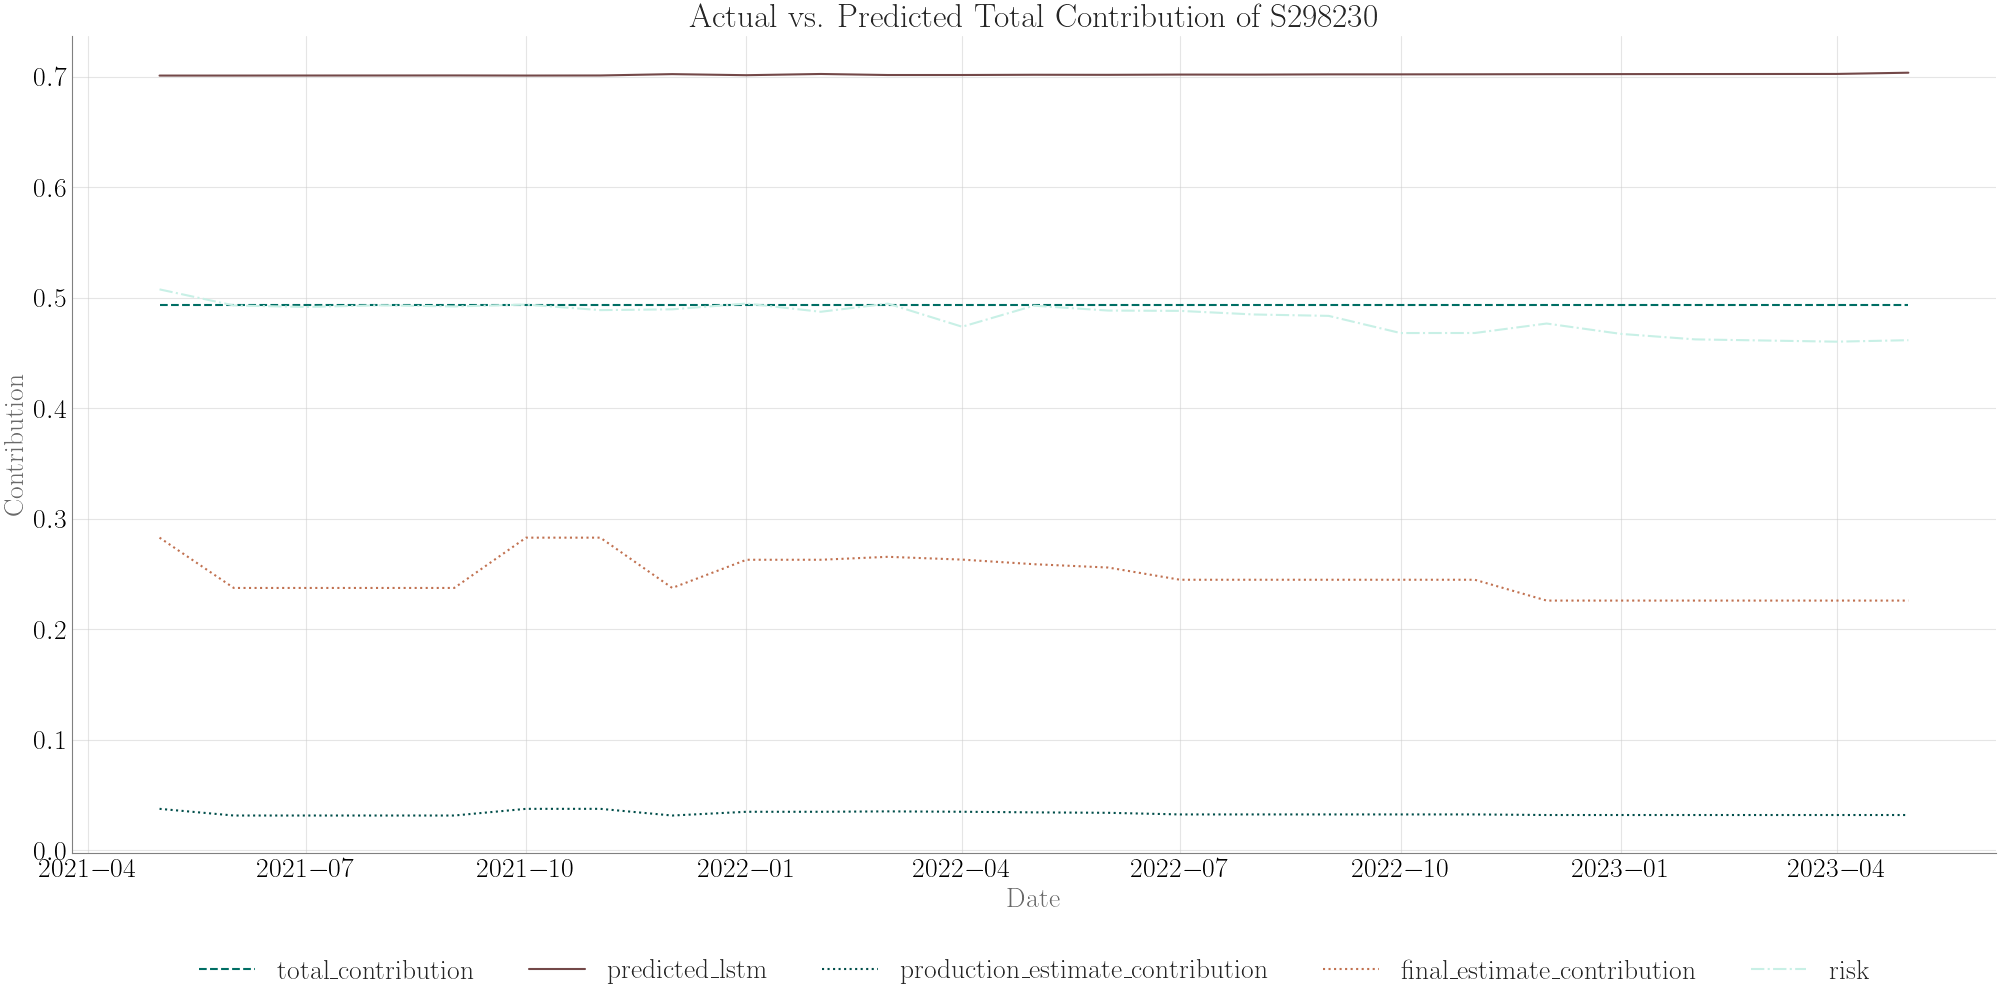 Actual vs. Predicted Total Contribution of S298230
0.7
0.6
0.5
0.4
0.3
0.2
0.1
0.0
Contribution
2021–04 2021–07 2021–10 2022–01 2022–04 2022–07 2022–10 2023–01 2023–04
Date
total_contribution predicted_lstm production_estimate_contribution final_estimate_contribution risk